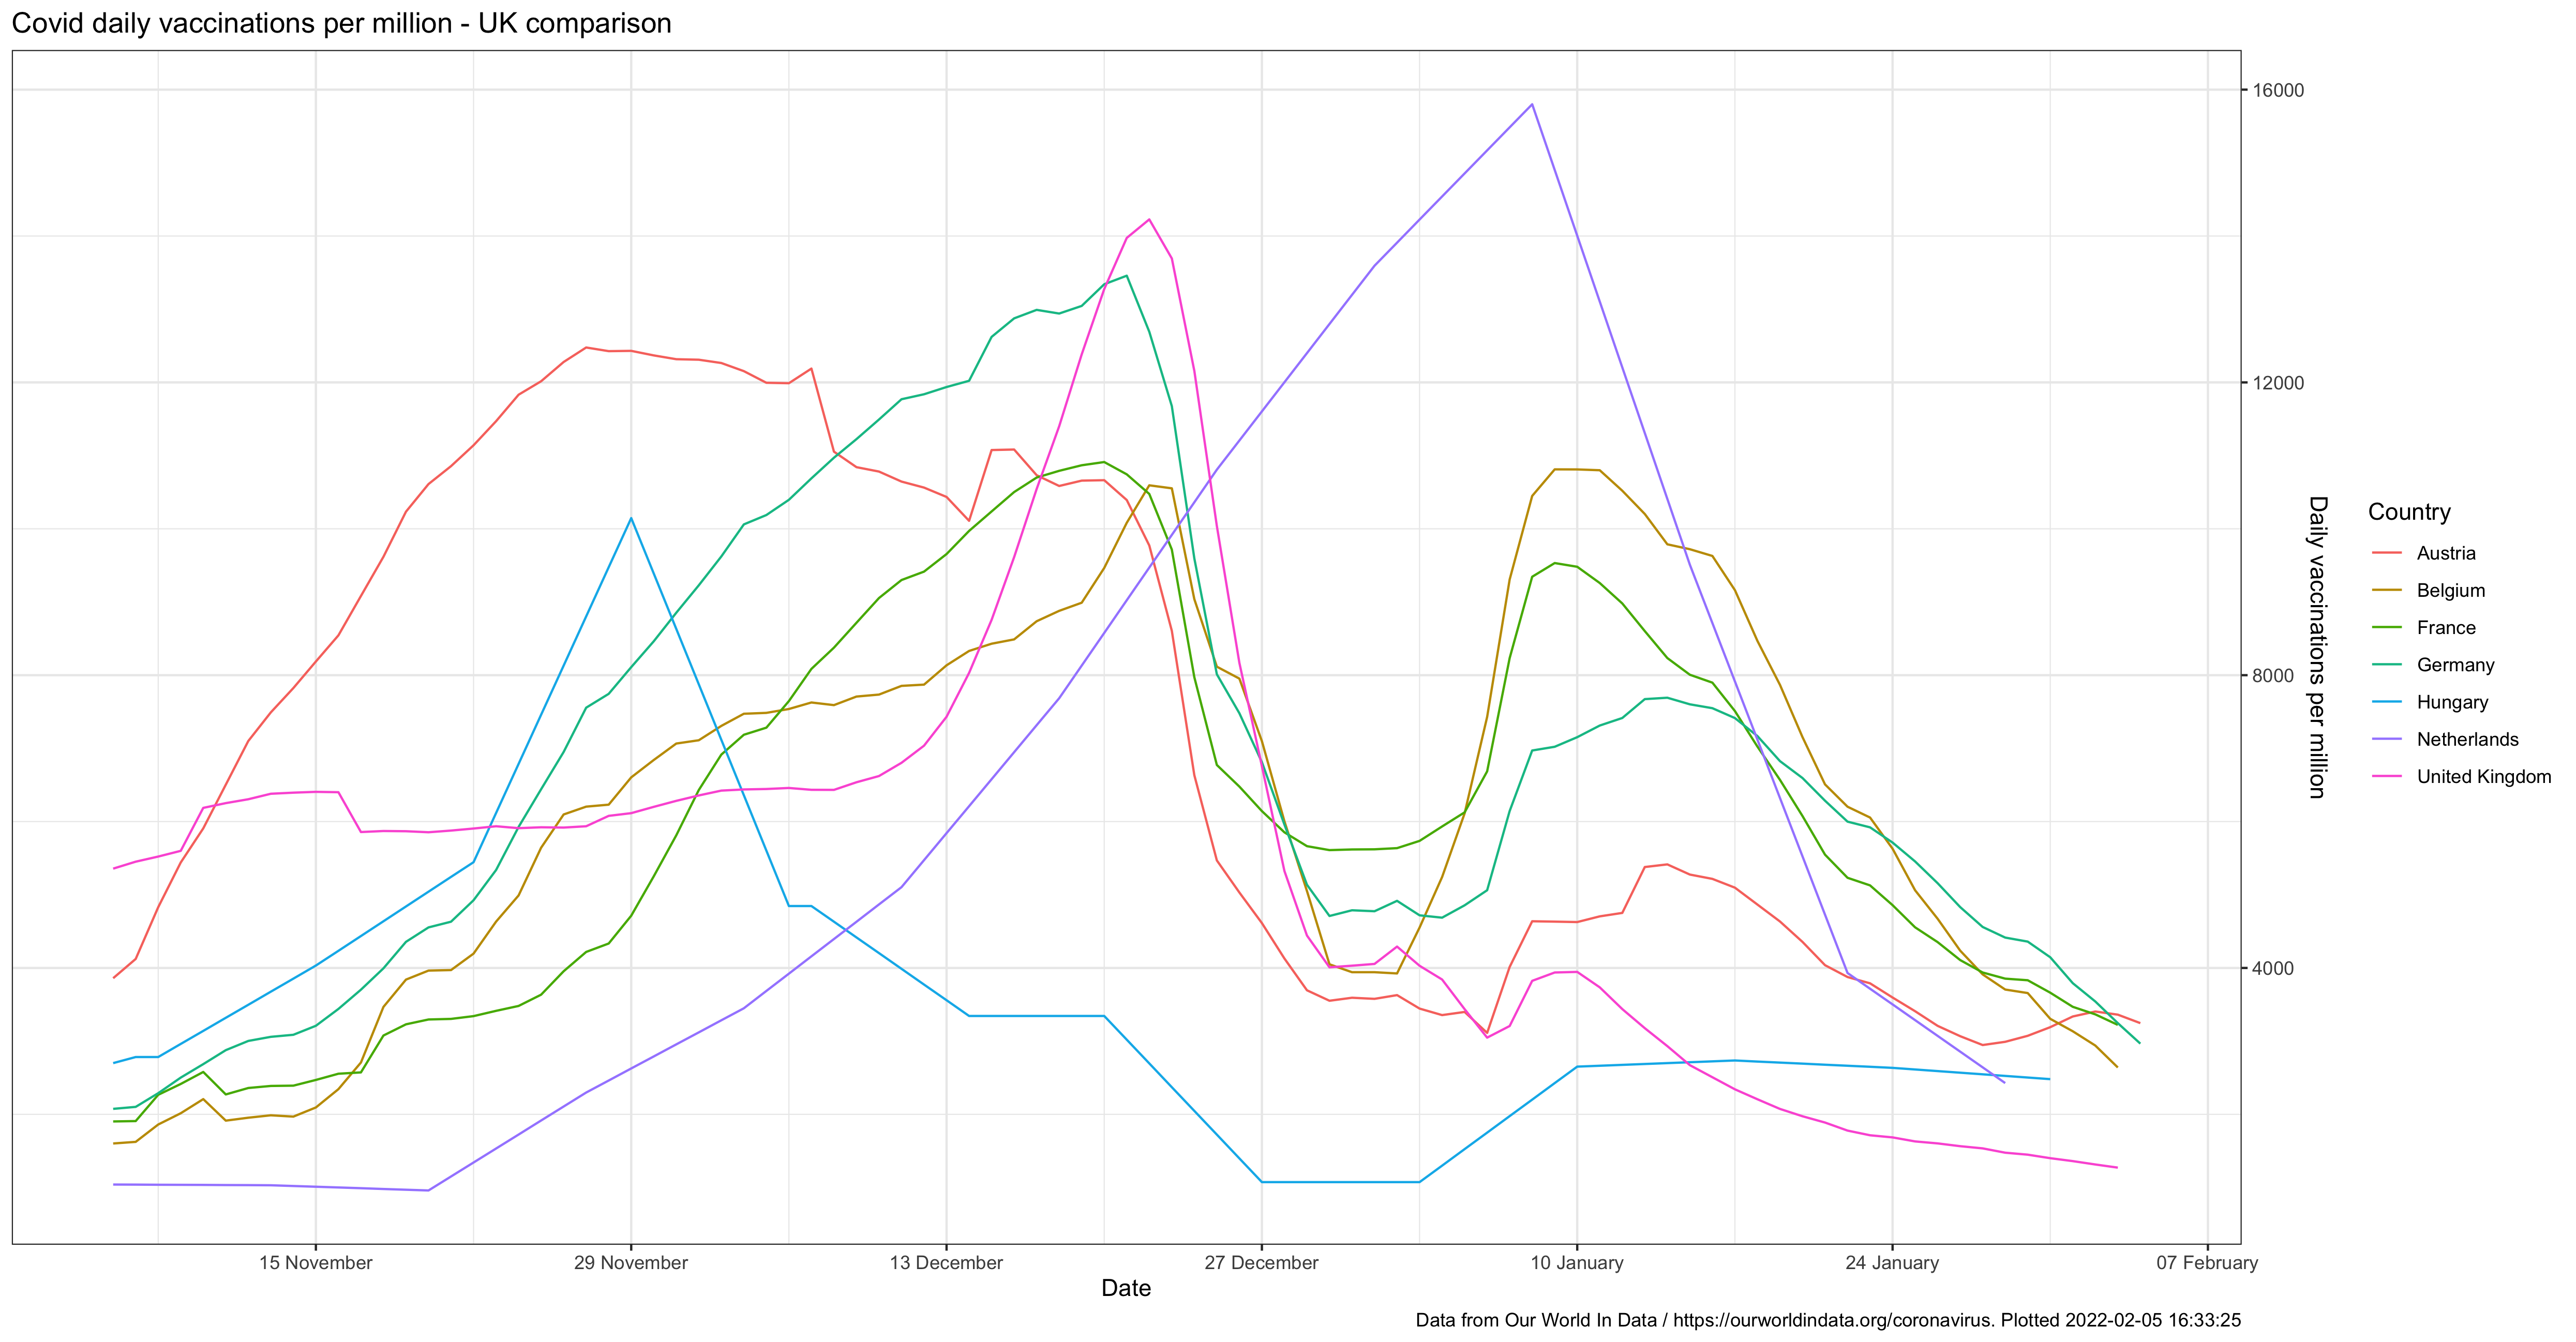 Covid daily vaccinations per million - UK comparison
16000
12000
8000
4000
Daily vaccinations per million
Country
Austria
Belgium
France
Germany
Hungary
Netherlands
United Kingdom
15 November
29 November
13 December
27 December
10 January
24 January
07 February
Date
Data from Our World In Data / https://ourworldindata.org/coronavirus. Plotted 2022-02-05 16:33:25